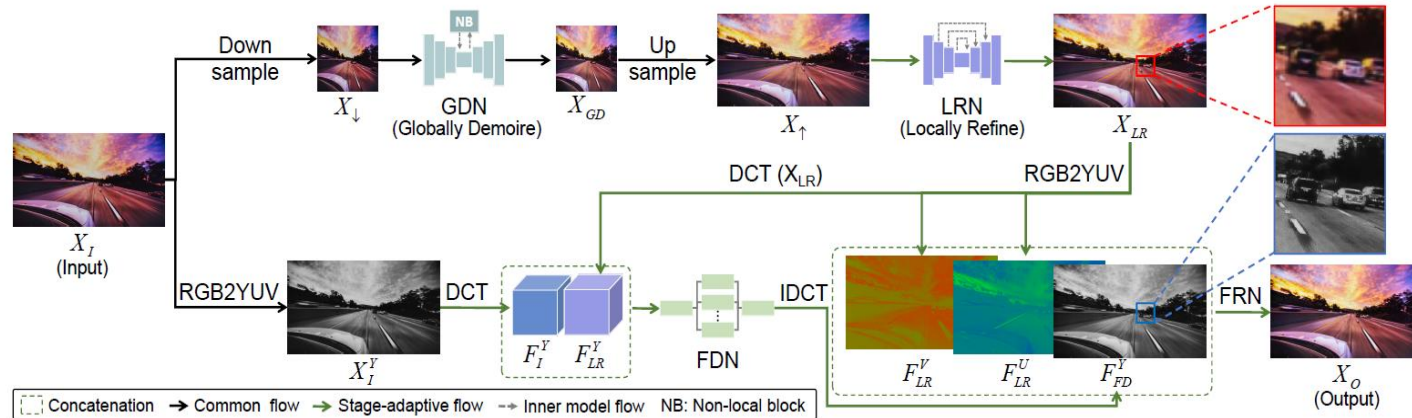 NB
Down
sample
Up
sample
X↓
GDN
(Globally Demoire)
X_GD
X↑
LRN
(Locally Refine)
X_LR
DCT (X_LR)
RGB2YUV
X_I
(Input)
RGB2YUV
DCT
IDCT
FRN
X_I^Y
F_I^Y
F_LR^Y
FDN
F_LR^V
F_LR^U
F_FD^Y
X_O
(Output)
Concatenation
Common flow
Stage-adaptive flow
Inner model flow
NB: Non-local block